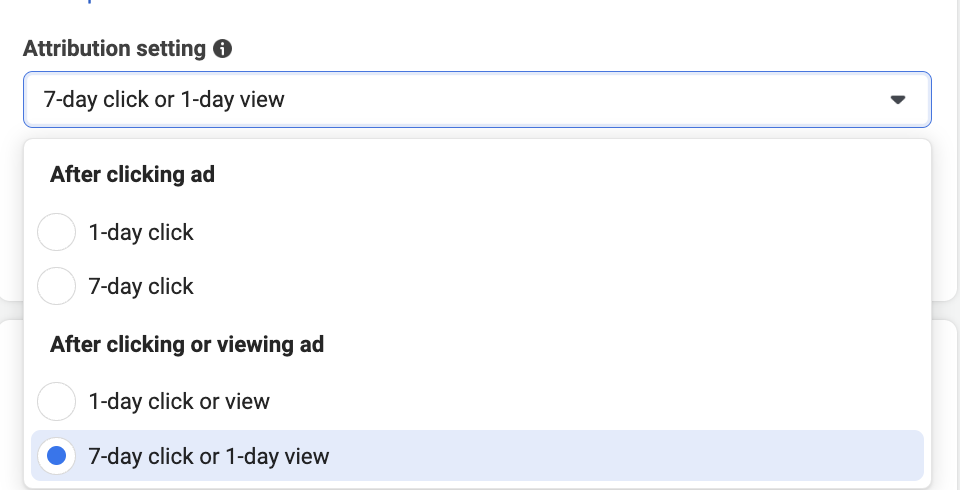 Attribution setting
7-day click or 1-day view
After clicking ad
1-day click
7-day click
After clicking or viewing ad
1-day click or view
7-day click or 1-day view